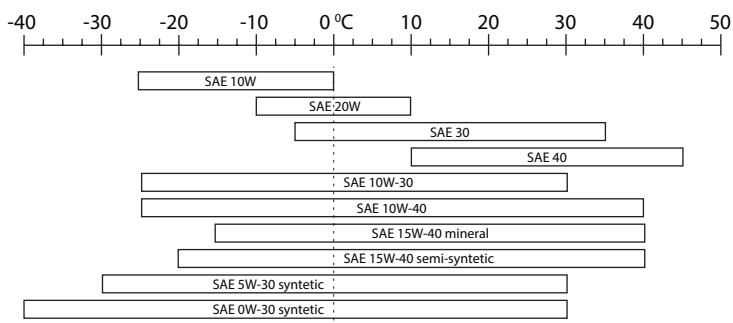 -40 -30 -20 -10 0 ⁰C 10 20 30 40 50
SAE 10W
SAE 20W
SAE 30
SAE 40
SAE 10W-30
SAE 10W-40
SAE 15W-40 mineral
SAE 15W-40 semi-syntetic
SAE 5W-30 syntetic
SAE 0W-30 syntetic